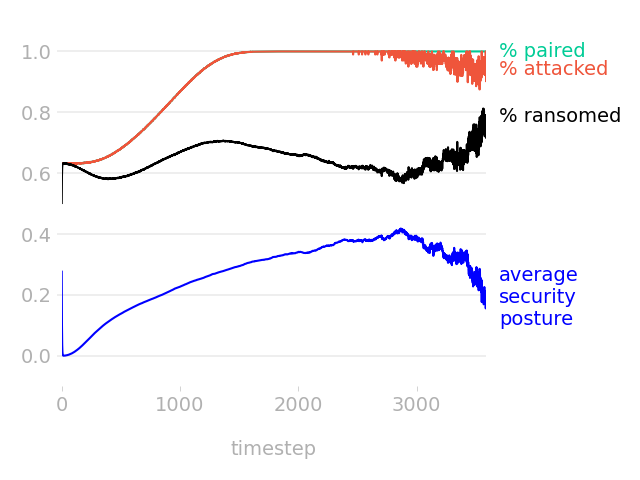 1.0
0.8
0.6
0.4
0.2
0.0
0
1000
2000
3000
timestep
% paired
% attacked
% ransomed
average
security
posture